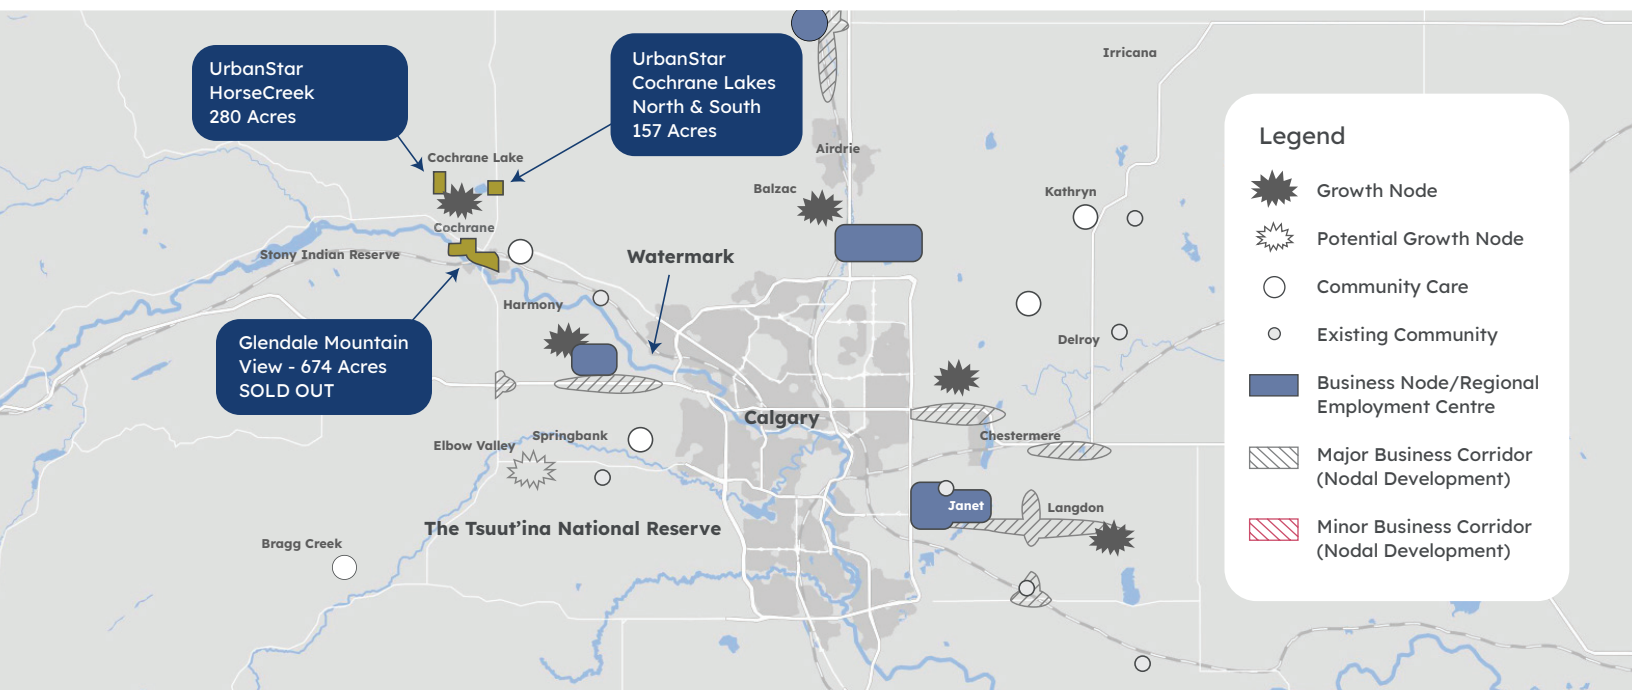 UrbanStar
HorseCreek
280 Acres
UrbanStar
Cochrane Lakes
North & South
157 Acres
Irricana
Airdrie
Cochrane Lake
Balzac
Kathryn
Cochrane
Stony Indian Reserve
Watermark
Harmony
Delroy
Glendale Mountain
View - 674 Acres
SOLD OUT
Calgary
Chestermere
Springbank
Elbow Valley
Janet
Langdon
The Tsuut’ina National Reserve
Bragg Creek
Legend
Growth Node
Potential Growth Node
Community Care
Existing Community
Business Node/Regional
Employment Centre
Major Business Corridor
(Nodal Development)
Minor Business Corridor
(Nodal Development)